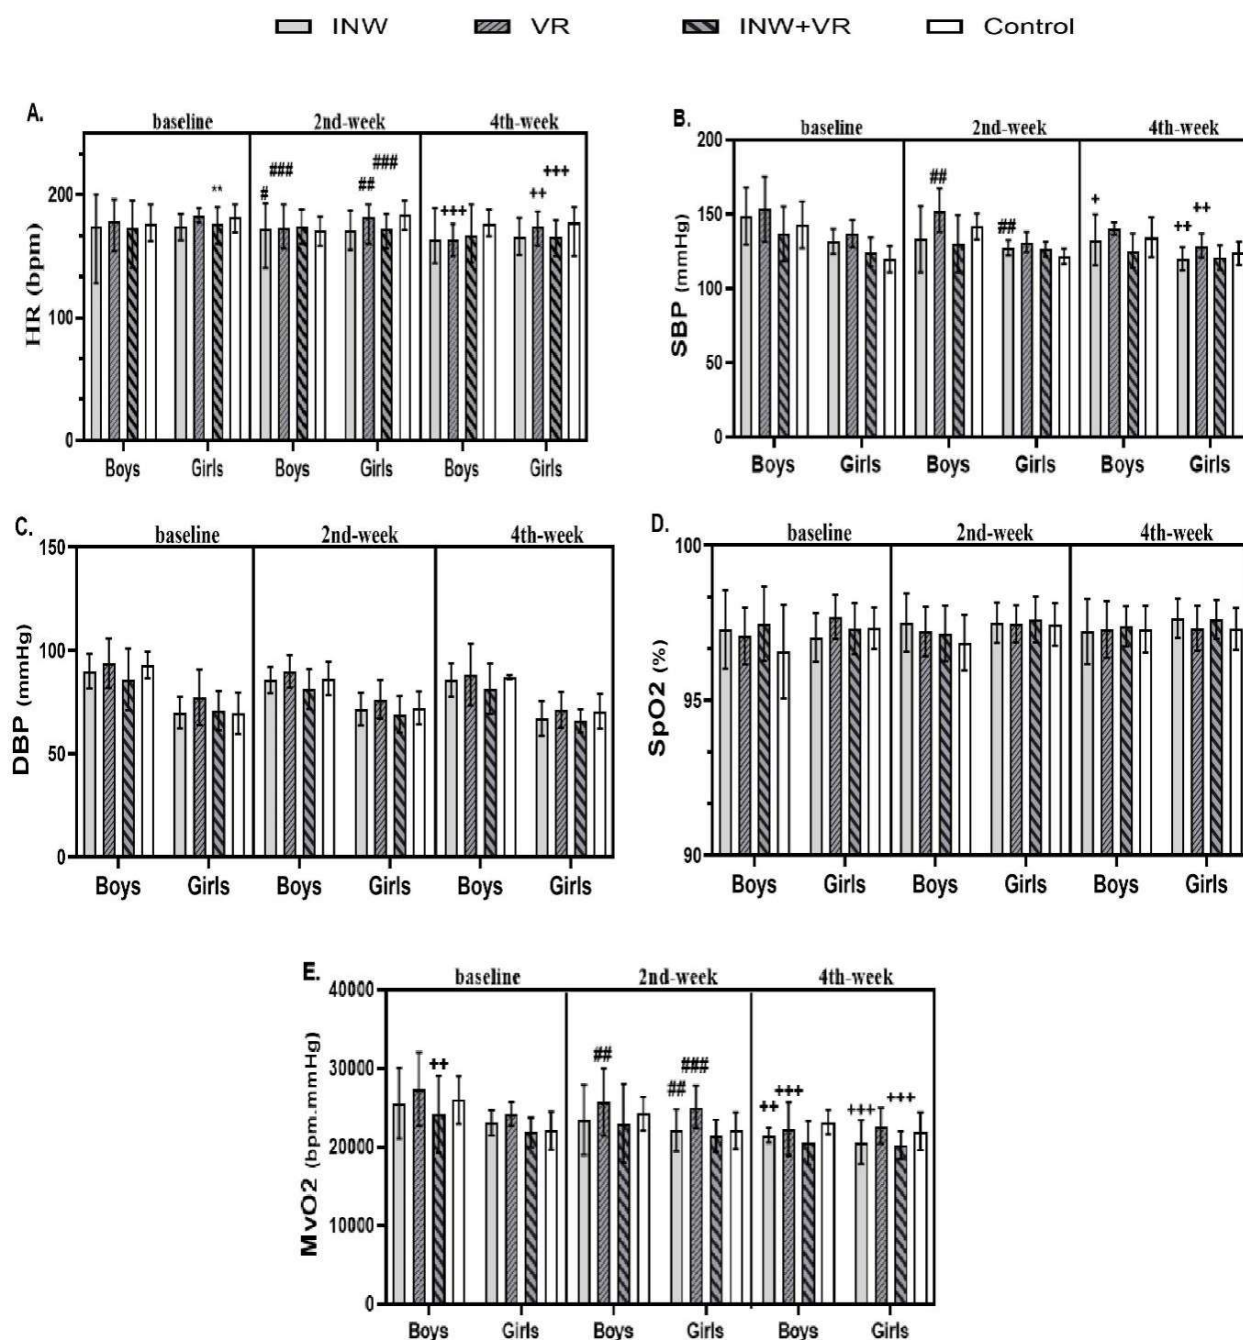 INW VR INW+VR Control
A.
baseline 2nd-week 4th-week
HR (bpm)
200
100
0
** # ### ## ### +++ ++ +++
Boys Girls Boys Girls Boys Girls
B.
baseline 2nd-week 4th-week
SBP (mmHg)
200
150
100
50
0
## ## + ++ ++
Boys Girls Boys Girls Boys Girls
C.
baseline 2nd-week 4th-week
DBP (mmHg)
150
100
50
0
Boys Girls Boys Girls Boys Girls
D.
baseline 2nd-week 4th-week
SpO2 (%)
100
95
90
Boys Girls Boys Girls Boys Girls
E.
baseline 2nd-week 4th-week
MvO2 (bpm.mmHg)
40000
30000
20000
10000
0
++ ## ## ### ++ +++ +++ +++
Boys Girls Boys Girls Boys Girls